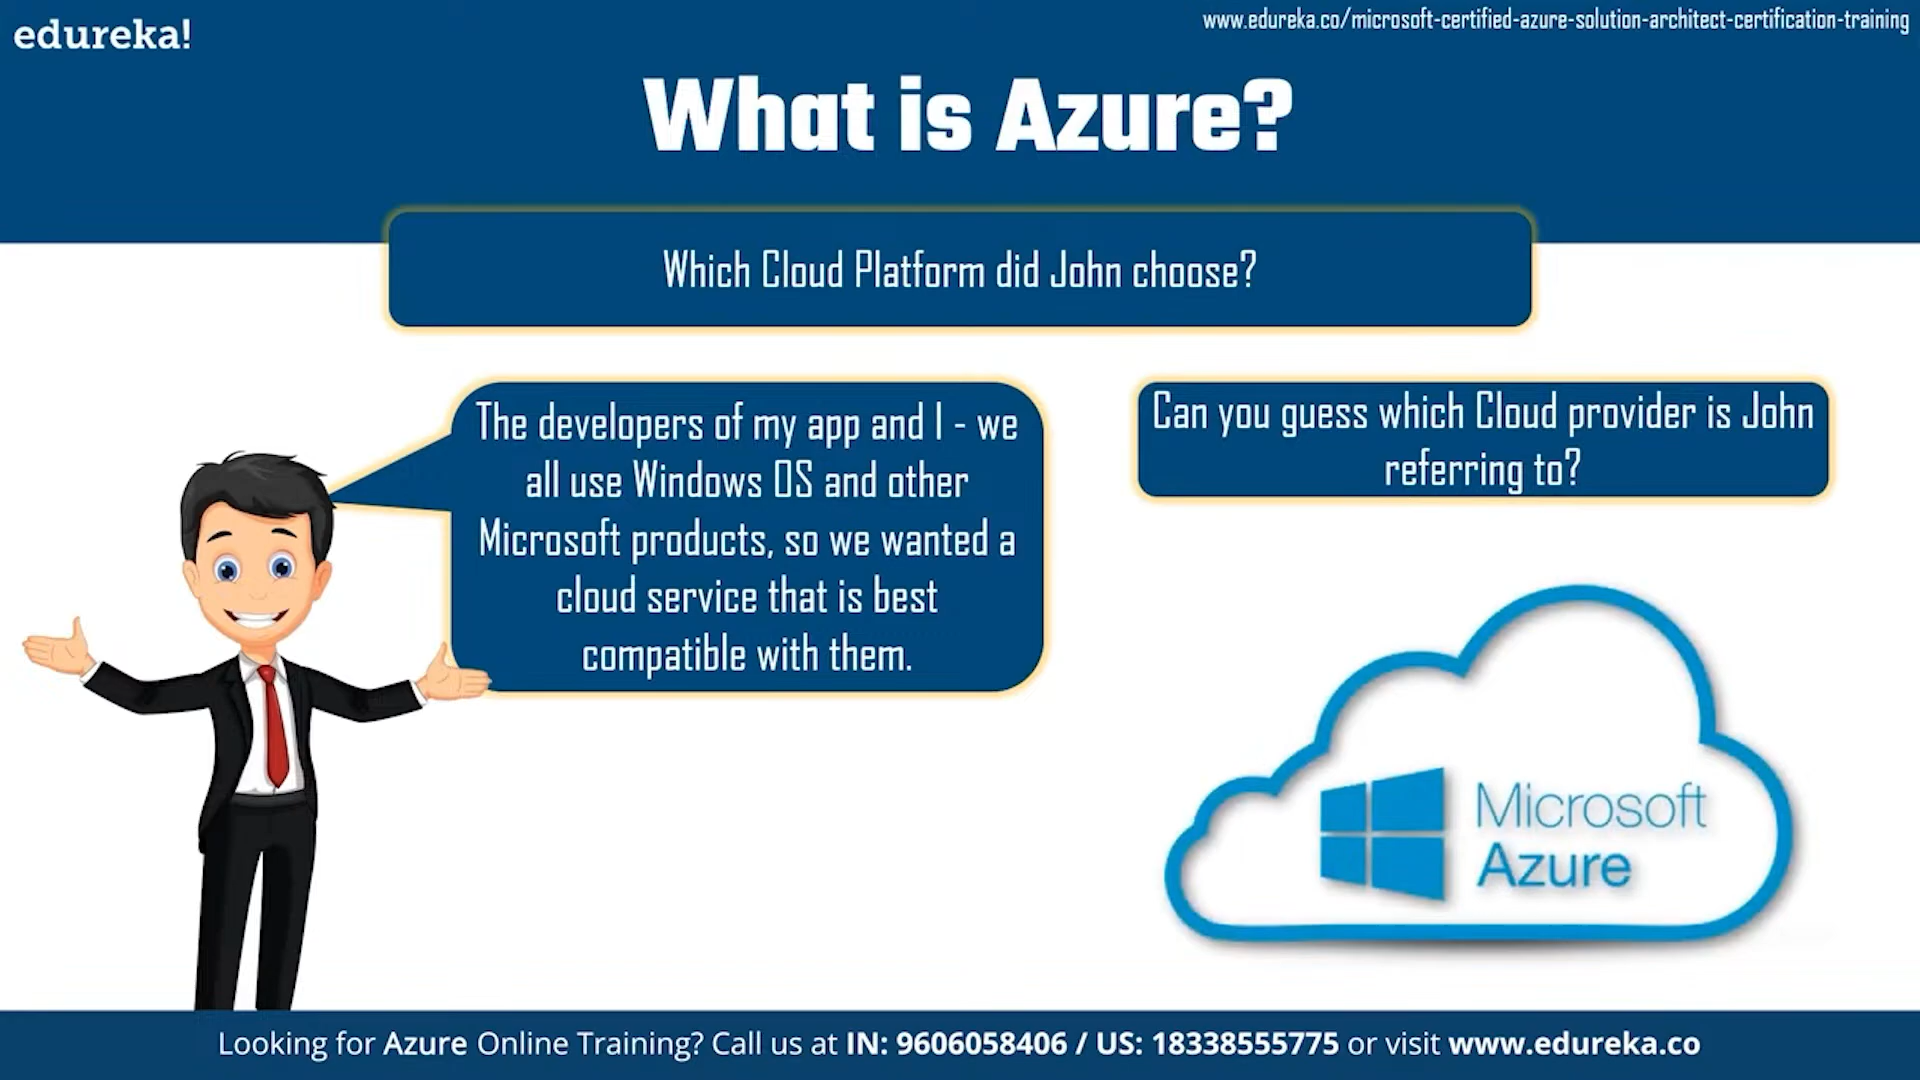 edureka!
www.edureka.co/microsoft-certified-azure-solution-architect-certification-training
What is Azure?
Which Cloud Platform did John choose?
The developers of my app and I - we
all use Windows OS and other
Microsoft products, so we wanted a
cloud service that is best
compatible with them.
Can you guess which Cloud provider is John
referring to?
Microsoft
Azure
Looking for Azure Online Training? Call us at IN: 9606058406 / US: 18338555775 or visit www.edureka.co